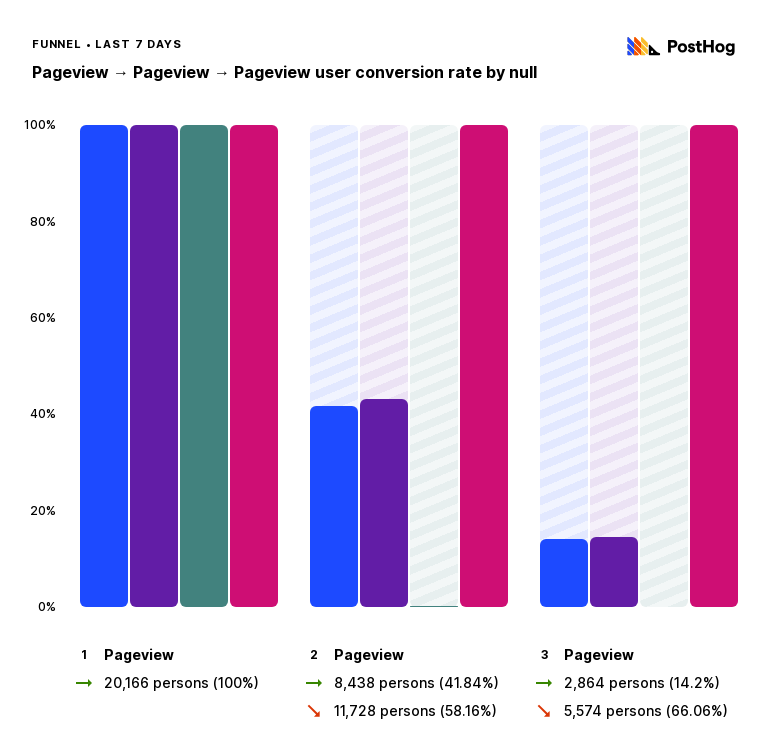 FUNNEL • LAST 7 DAYS
PostHog
Pageview → Pageview → Pageview user conversion rate by null
100%
80%
60%
40%
20%
0%
1 Pageview
→ 20,166 persons (100%)
2 Pageview
→ 8,438 persons (41.84%)
↘ 11,728 persons (58.16%)
3 Pageview
→ 2,864 persons (14.2%)
↘ 5,574 persons (66.06%)